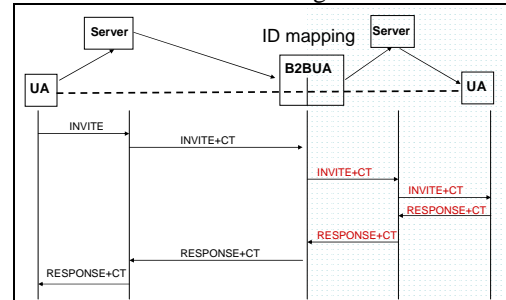 Server
ID mapping
Server
B2BUA
UA
UA
INVITE
INVITE+CT
INVITE+CT
INVITE+CT
RESPONSE+CT
RESPONSE+CT
RESPONSE+CT
RESPONSE+CT